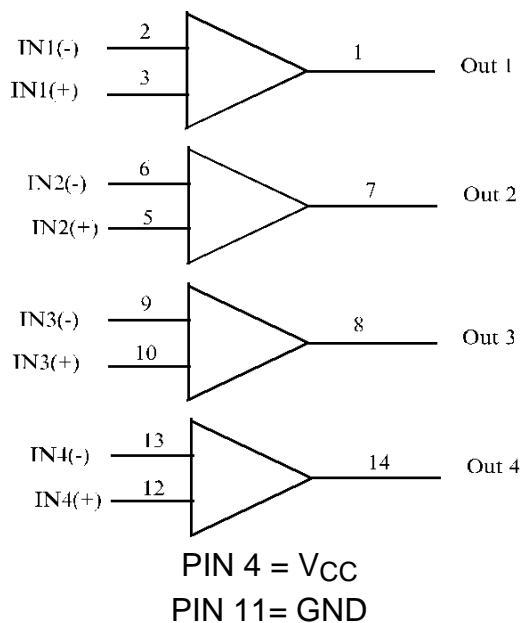 IN1(-) 2
1 Out 1
IN1(+) 3
IN2(-) 6
7 Out 2
IN2(+) 5
IN3(-) 9
8 Out 3
IN3(+) 10
IN4(-) 13
14 Out 4
IN4(+) 12
PIN 4 = VCC
PIN 11= GND